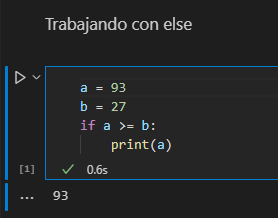 Trabajando con else
a = 93
b = 27
if a >= b:
    print(a)
[1]
0.6s
... 93